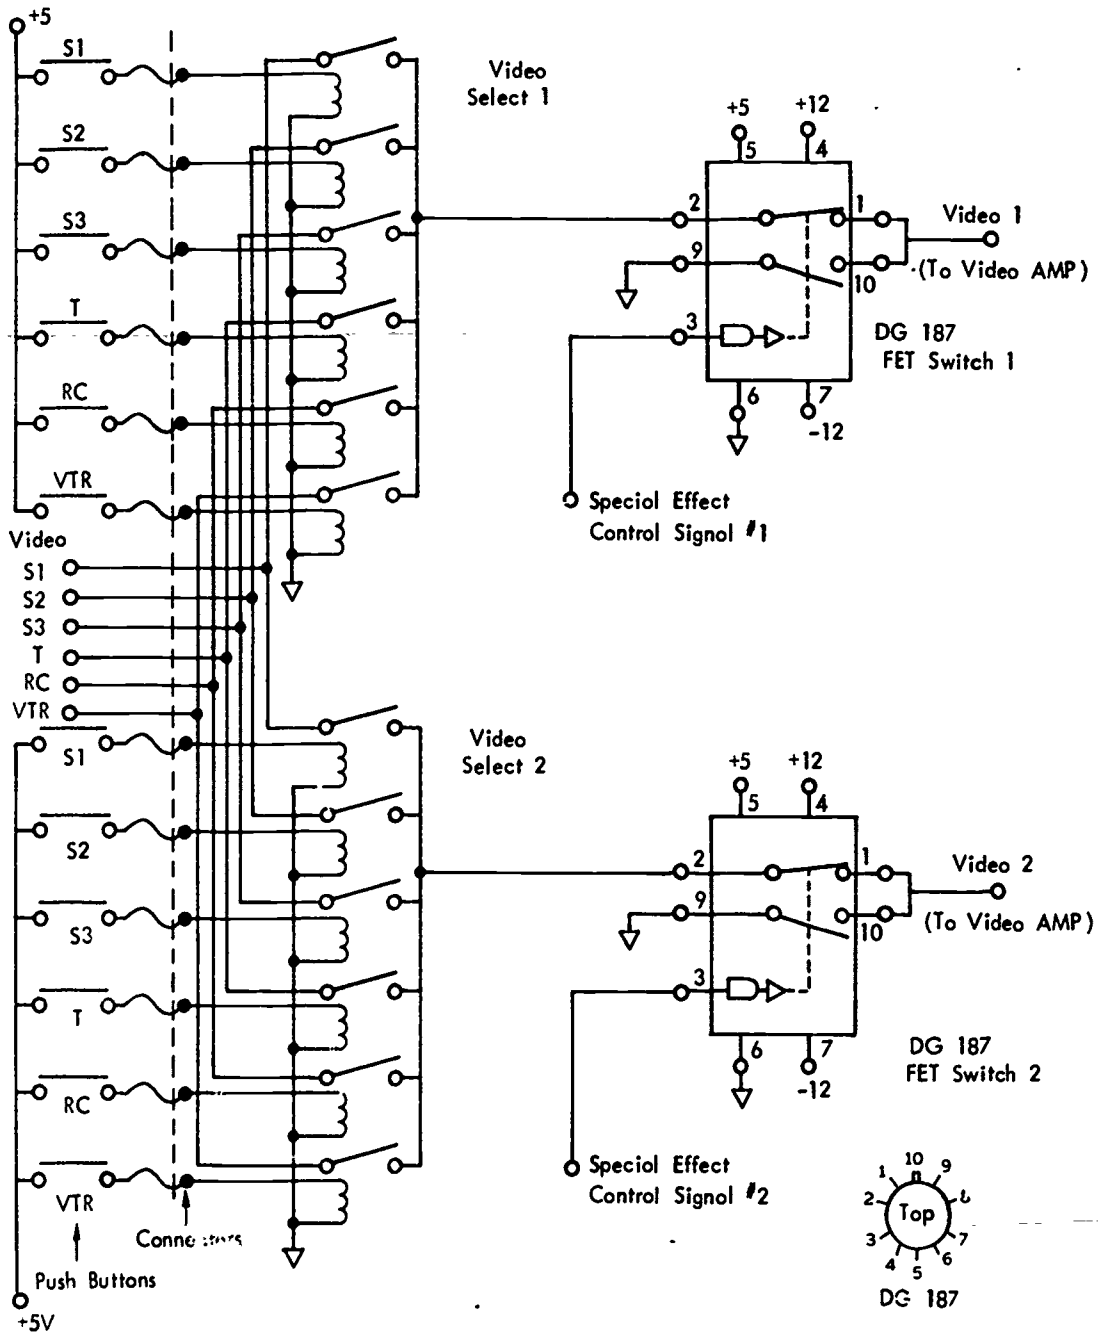 +5
S1
S2
S3
T
RC
VTR
Video
S1
S2
S3
T
RC
VTR
S1
S2
S3
T
RC
VTR
Push Buttons
+5V
Video
Select 1
+5
+12
5
4
2
1
9
10
3
6
7
-12
Video 1
(To Video AMP)
DG 187
FET Switch 1
Special Effect
Control Signal #1
Video
Select 2
+5
+12
5
4
2
1
9
10
3
6
7
-12
Video 2
(To Video AMP)
DG 187
FET Switch 2
Special Effect
Control Signal #2
10
1
9
2
Top
3
7
4
6
5
DG 187